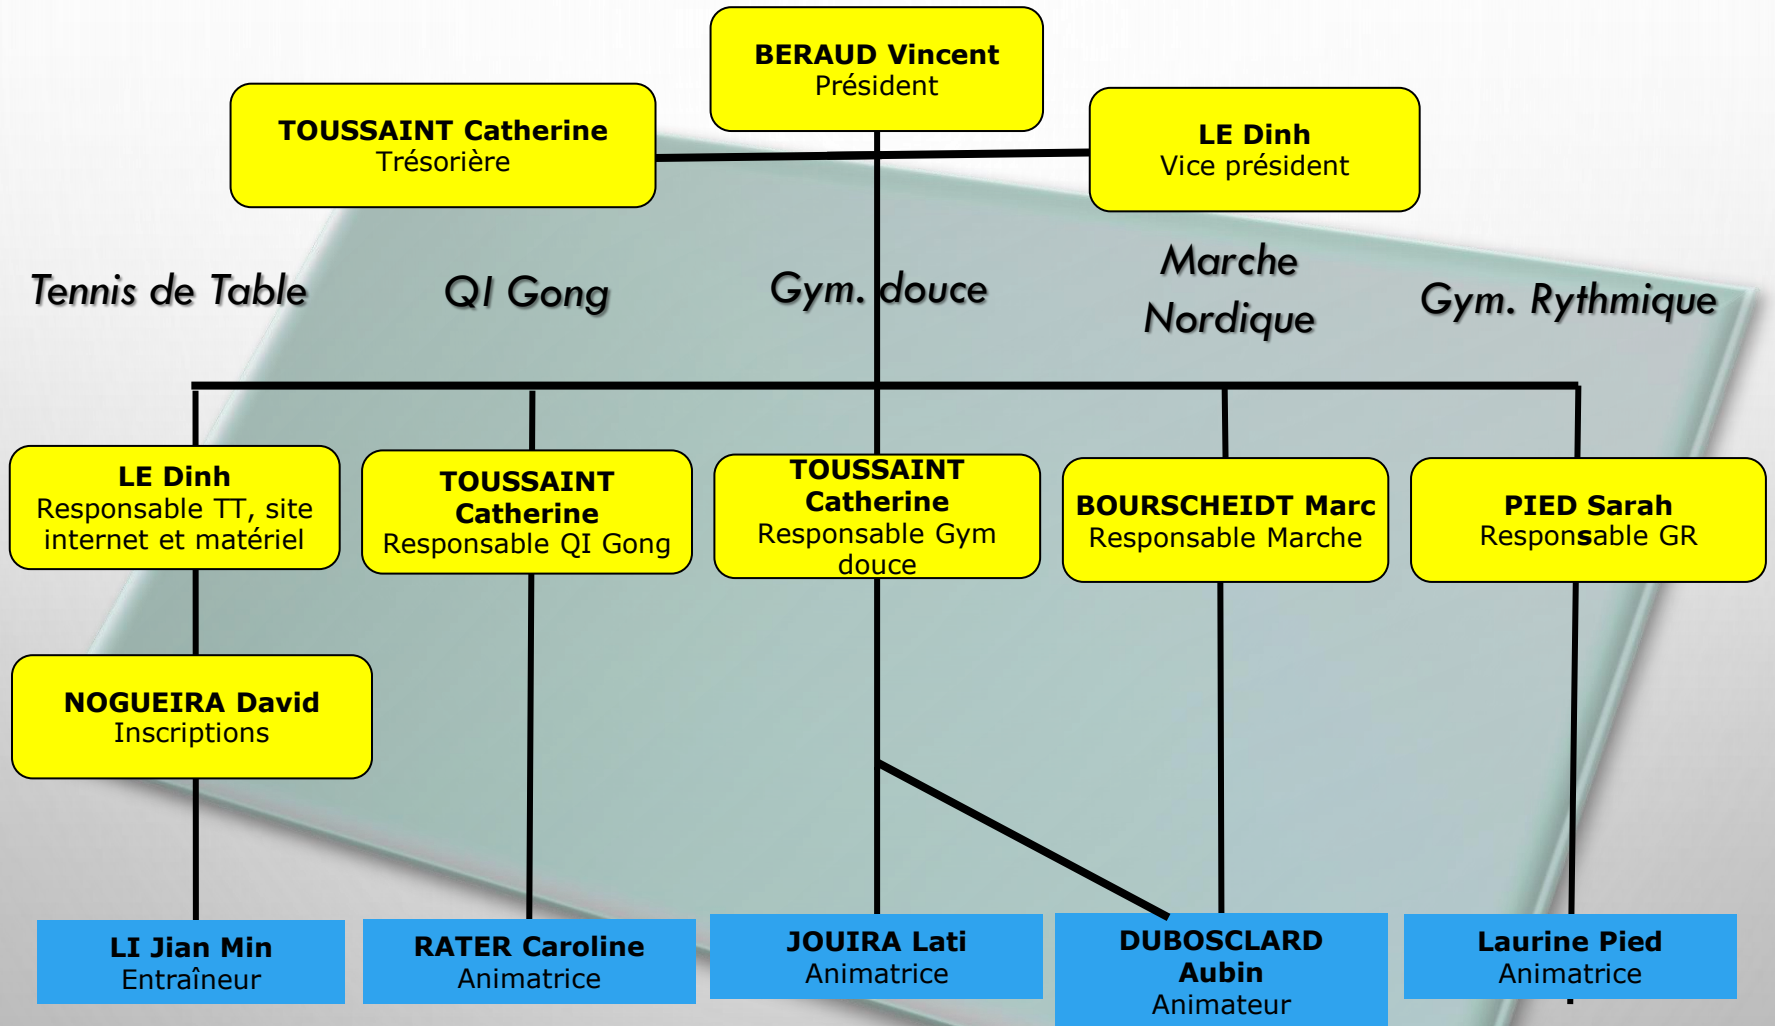 BERAUD Vincent
Président
TOUSSAINT Catherine
Trésorière
LE Dinh
Vice président
Tennis de Table
QI Gong
Gym. douce
Marche
Nordique
Gym. Rythmique
LE Dinh
Responsable TT, site
internet et matériel
TOUSSAINT
Catherine
Responsable QI Gong
TOUSSAINT
Catherine
Responsable Gym
douce
BOURSCHEIDT Marc
Responsable Marche
PIED Sarah
Responsable GR
NOGUEIRA David
Inscriptions
LI Jian Min
Entraîneur
RATER Caroline
Animatrice
JOUIRA Lati
Animatrice
DUBOSCLARD
Aubin
Animateur
Laurine Pied
Animatrice